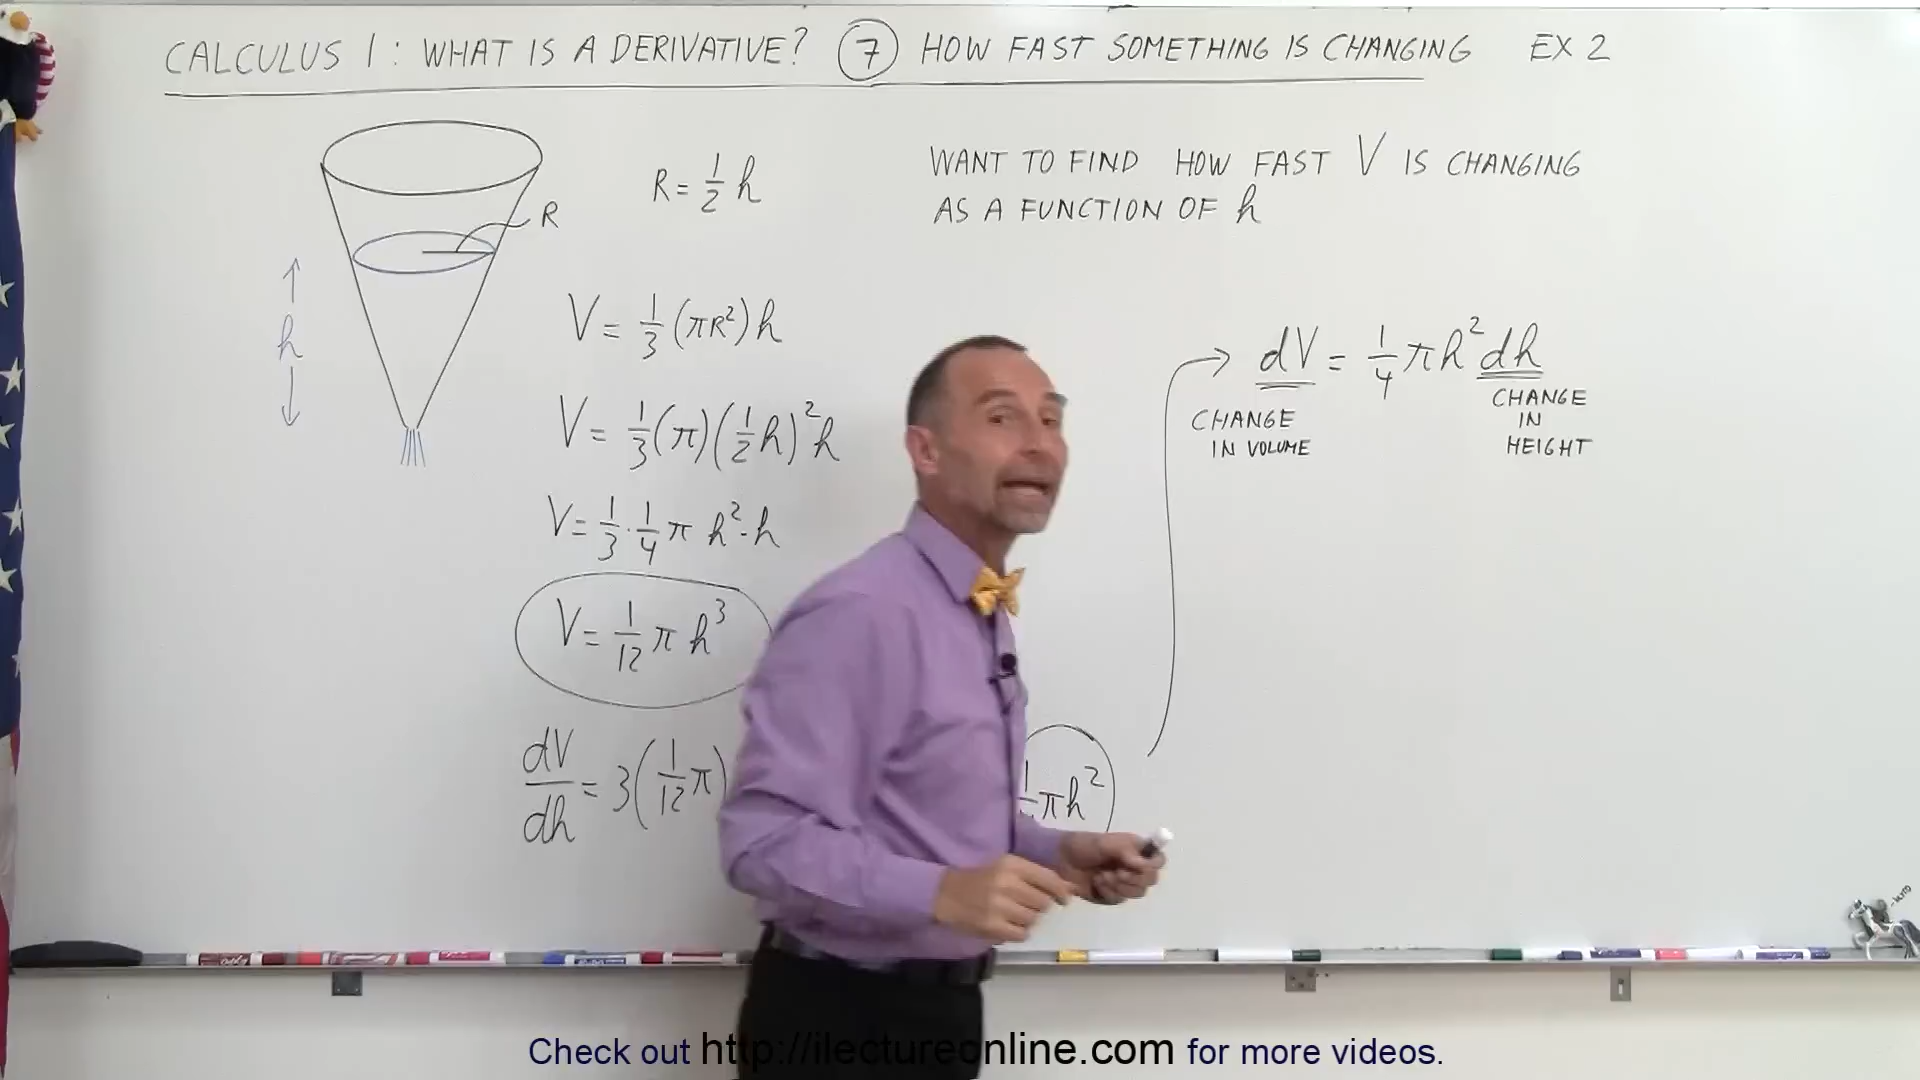 CALCULUS 1: WHAT IS A DERIVATIVE? 7 HOW FAST SOMETHING IS CHANGING EX 2
R
h
R = 1/2 h
V = 1/3 (πR²) h
V = 1/3 (π)(1/2 h)² h
V = 1/3 · 1/4 π h² · h
V = 1/12 π h³
dV/dh = 3(1/12 π)
πh²
WANT TO FIND HOW FAST V IS CHANGING
AS A FUNCTION OF h
dV = 1/4 π h² dh
CHANGE
IN VOLUME
CHANGE
IN
HEIGHT
Check out http://ilectureonline.com for more videos.